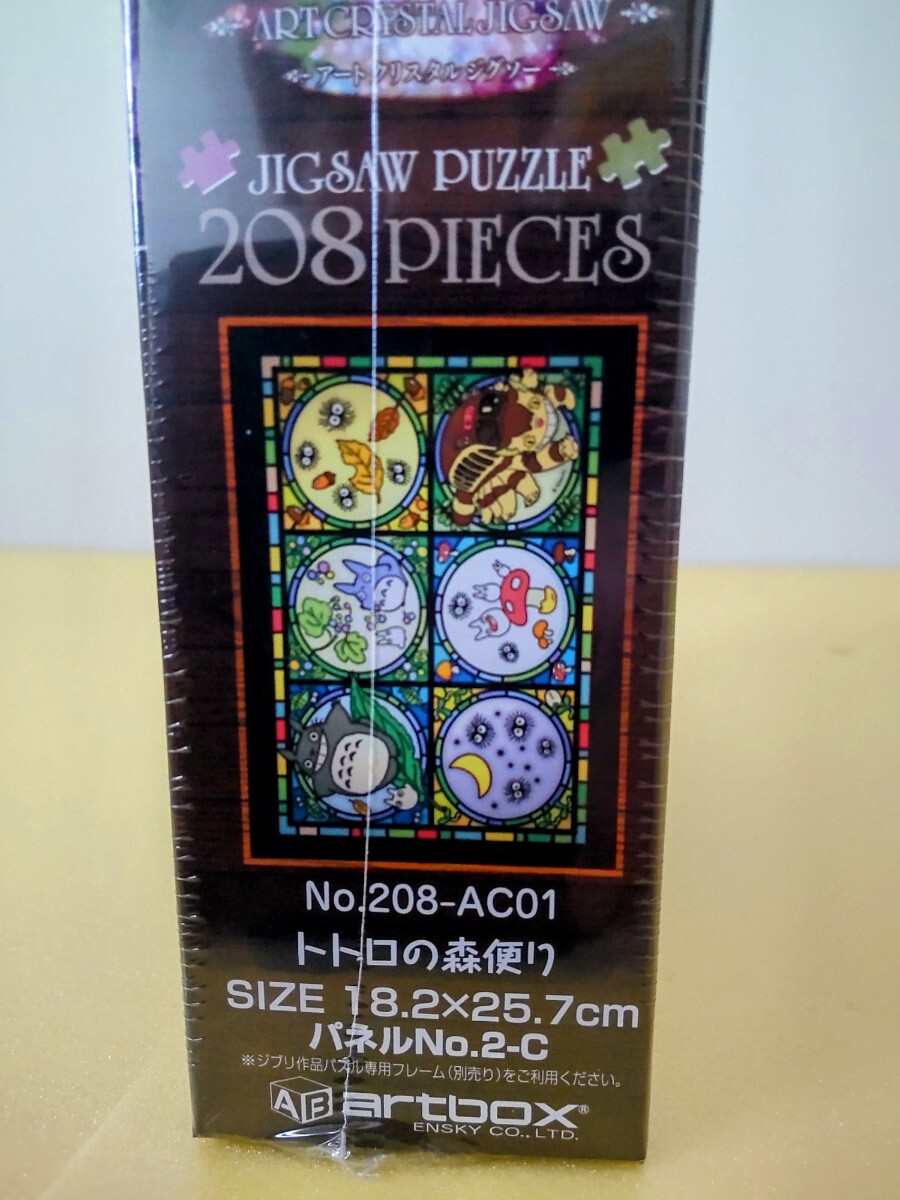 ART CRYSTAL JIGSAW
アート クリスタル ジグソー
JIGSAW PUZZLE
208 PIECES
No.208-AC01
トトロの森便り
SIZE 18.2×25.7cm
パネルNo.2-C
※ジブリ作品パズル専用フレーム(別売り)をご利用ください。
AB artbox®
ENSKY CO., LTD.